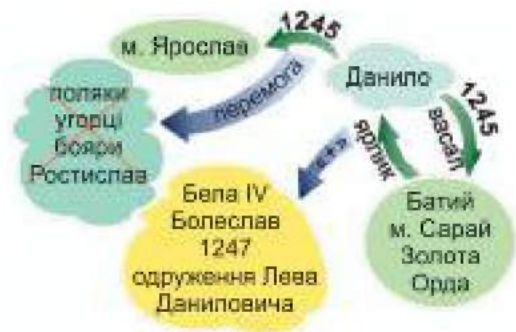 1245
м. Ярослав
Данило
перемога
поляки
угорці
бояри
Ростислав
1245
васал
ярлик
«+»
Бела IV
Болеслав
1247
одруження Лева
Даниловича
Батий
м. Сарай
Золота
Орда